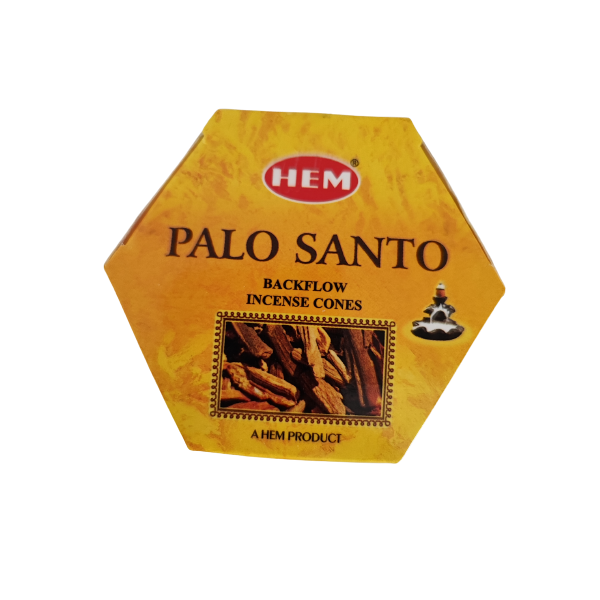 HEM®
PALO SANTO
BACKFLOW
INCENSE CONES
A HEM PRODUCT